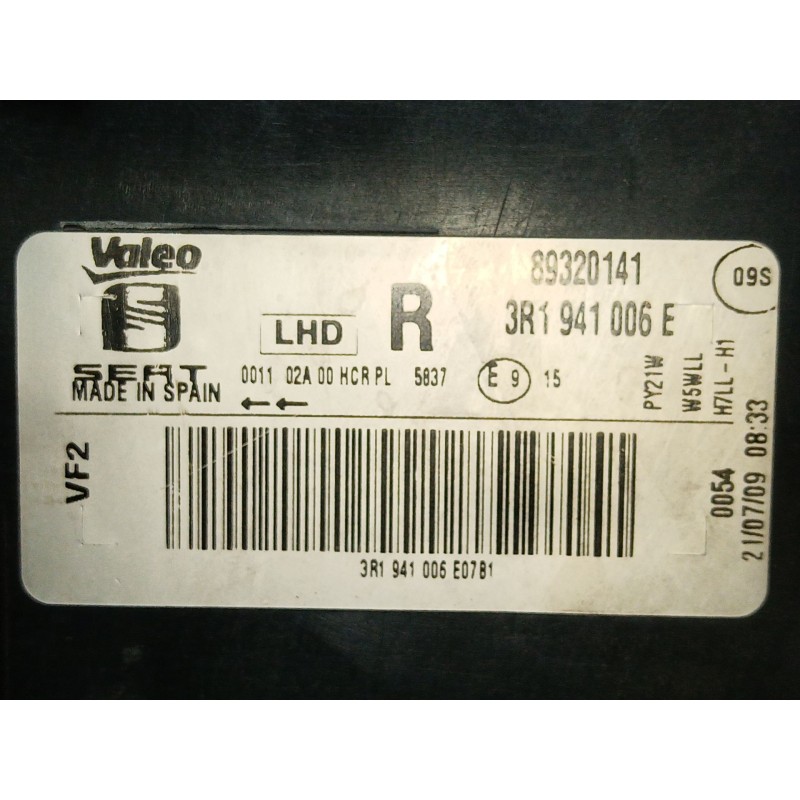 Valeo
SEAT
MADE IN SPAIN
LHD
R
89320141
3R1 941 006 E
09S
0011 02A 00 HCR PL 5837
E 9 15
PY21W
W5WLL
H7LL-H1
VF2
0054
21/07/09 08:33
3R1 941 006 E07B1